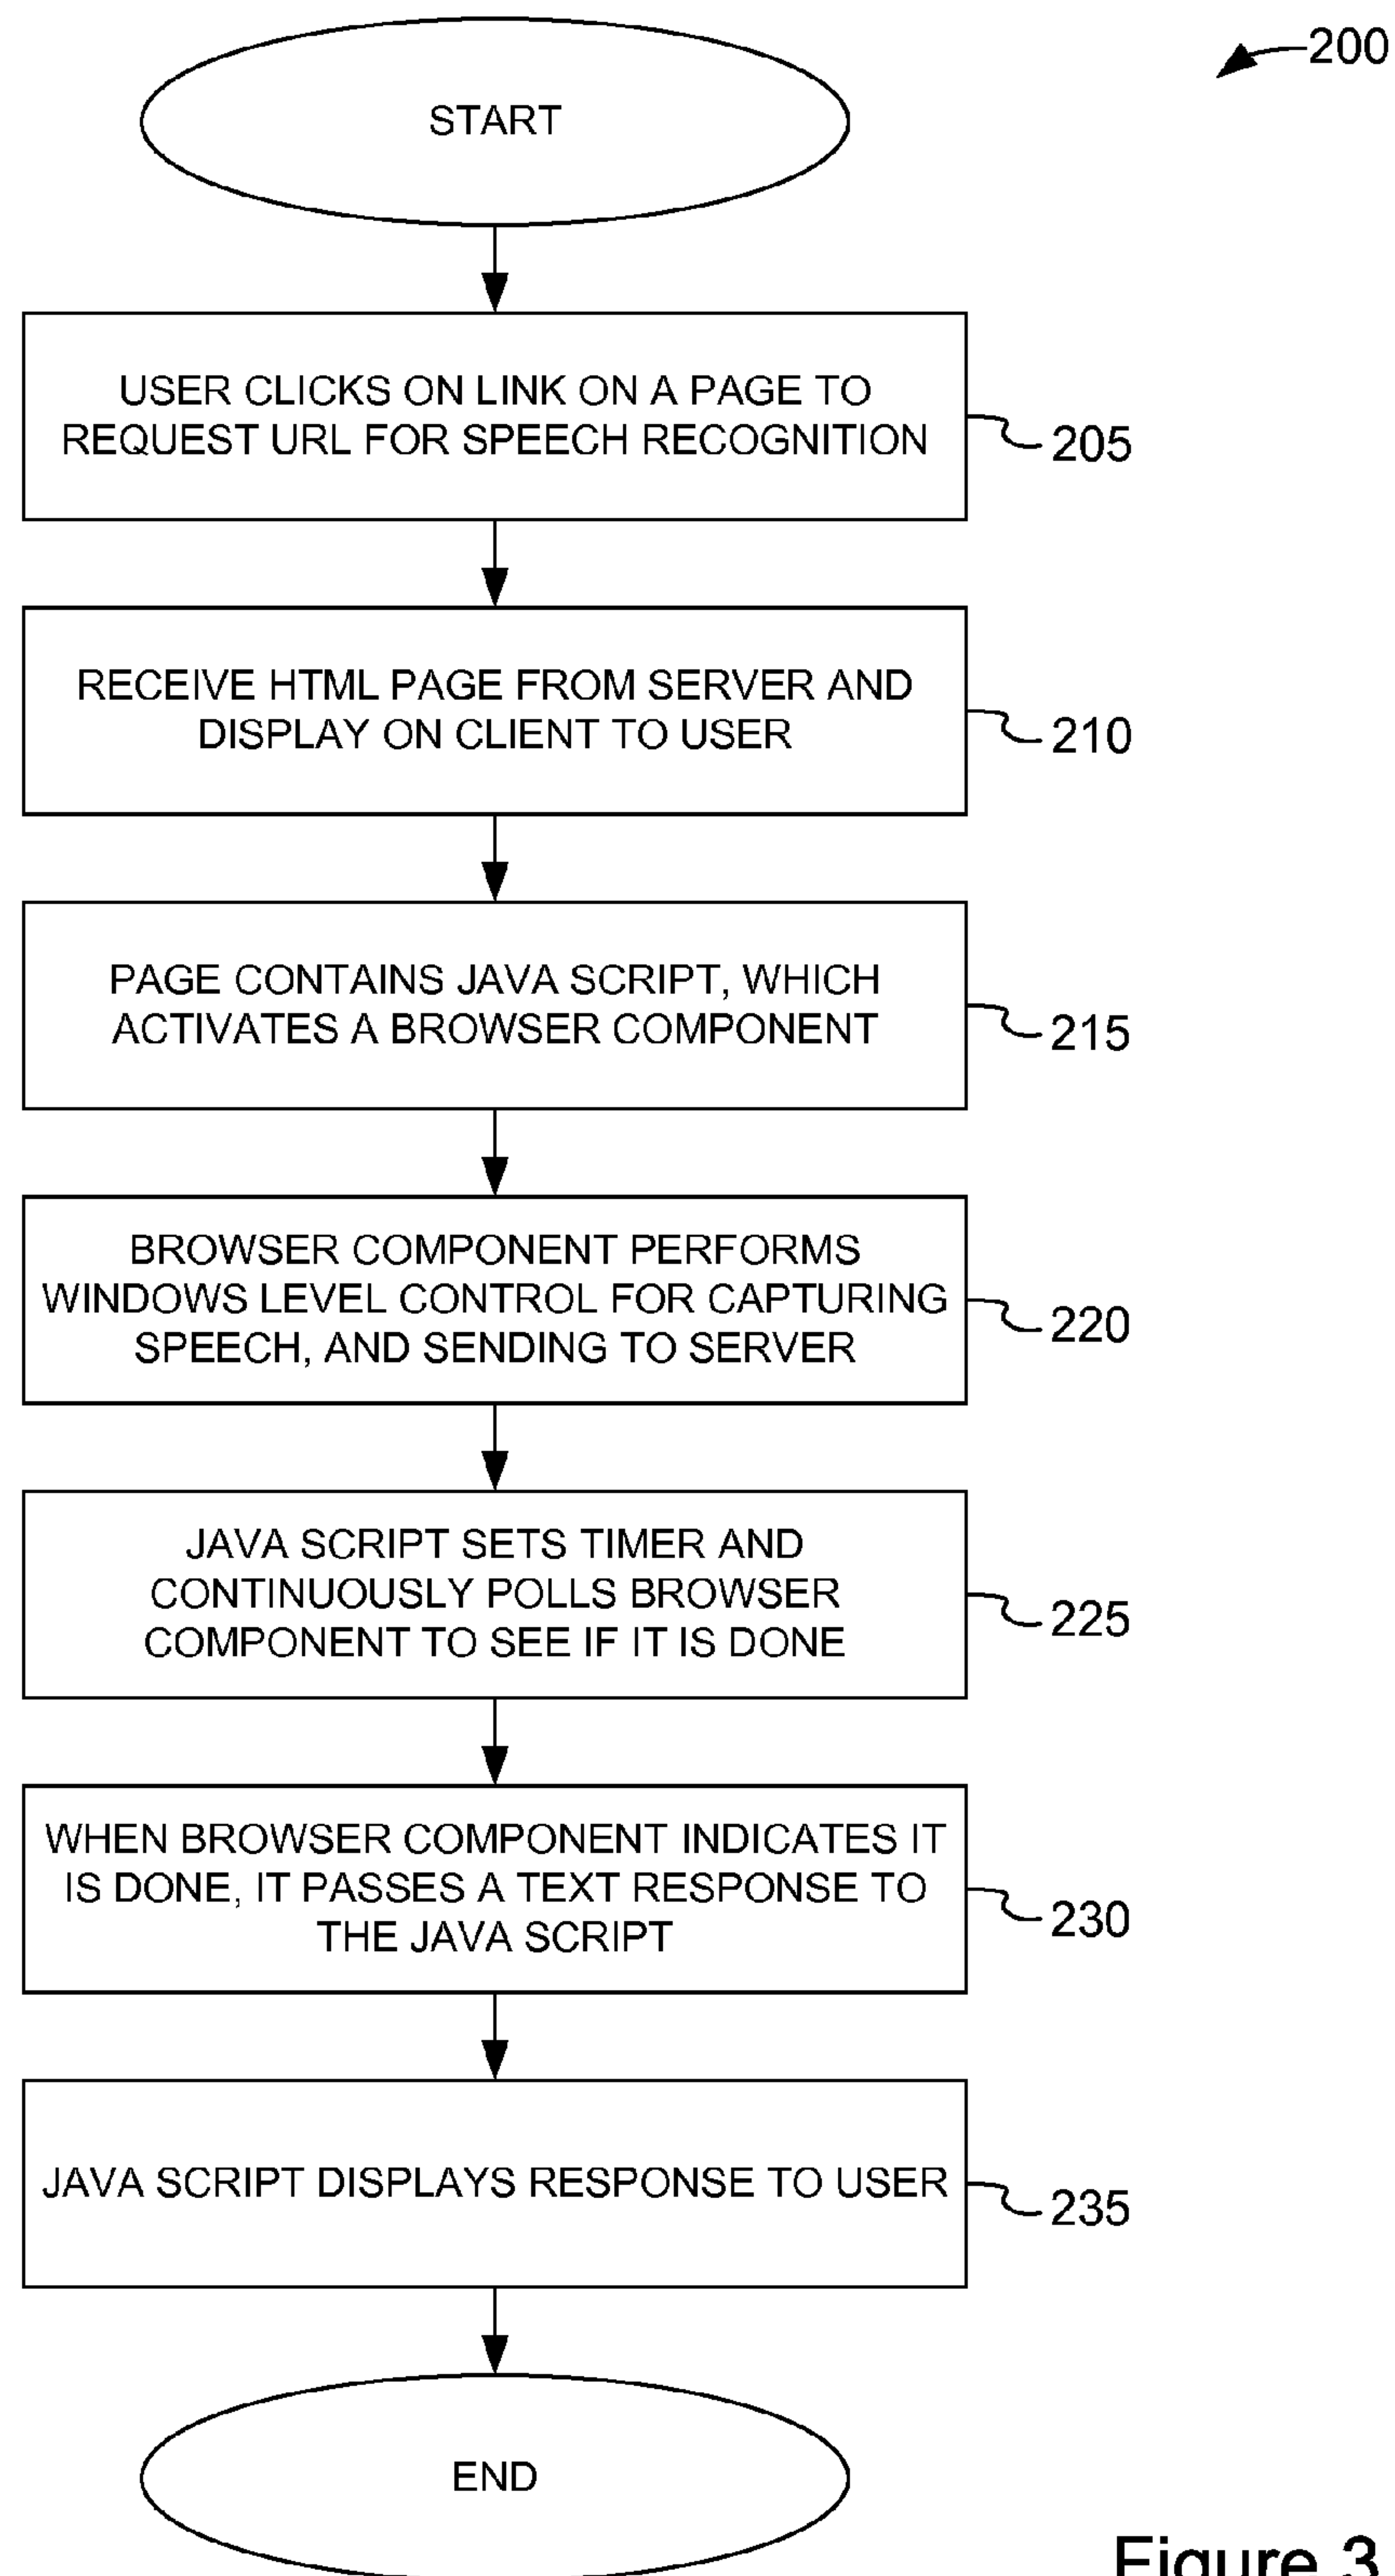 200
START
USER CLICKS ON LINK ON A PAGE TO
REQUEST URL FOR SPEECH RECOGNITION
205
RECEIVE HTML PAGE FROM SERVER AND
DISPLAY ON CLIENT TO USER
210
PAGE CONTAINS JAVA SCRIPT, WHICH
ACTIVATES A BROWSER COMPONENT
215
BROWSER COMPONENT PERFORMS
WINDOWS LEVEL CONTROL FOR CAPTURING
SPEECH, AND SENDING TO SERVER
220
JAVA SCRIPT SETS TIMER AND
CONTINUOUSLY POLLS BROWSER
COMPONENT TO SEE IF IT IS DONE
225
WHEN BROWSER COMPONENT INDICATES IT
IS DONE, IT PASSES A TEXT RESPONSE TO
THE JAVA SCRIPT
230
JAVA SCRIPT DISPLAYS RESPONSE TO USER
235
END
Figure 3